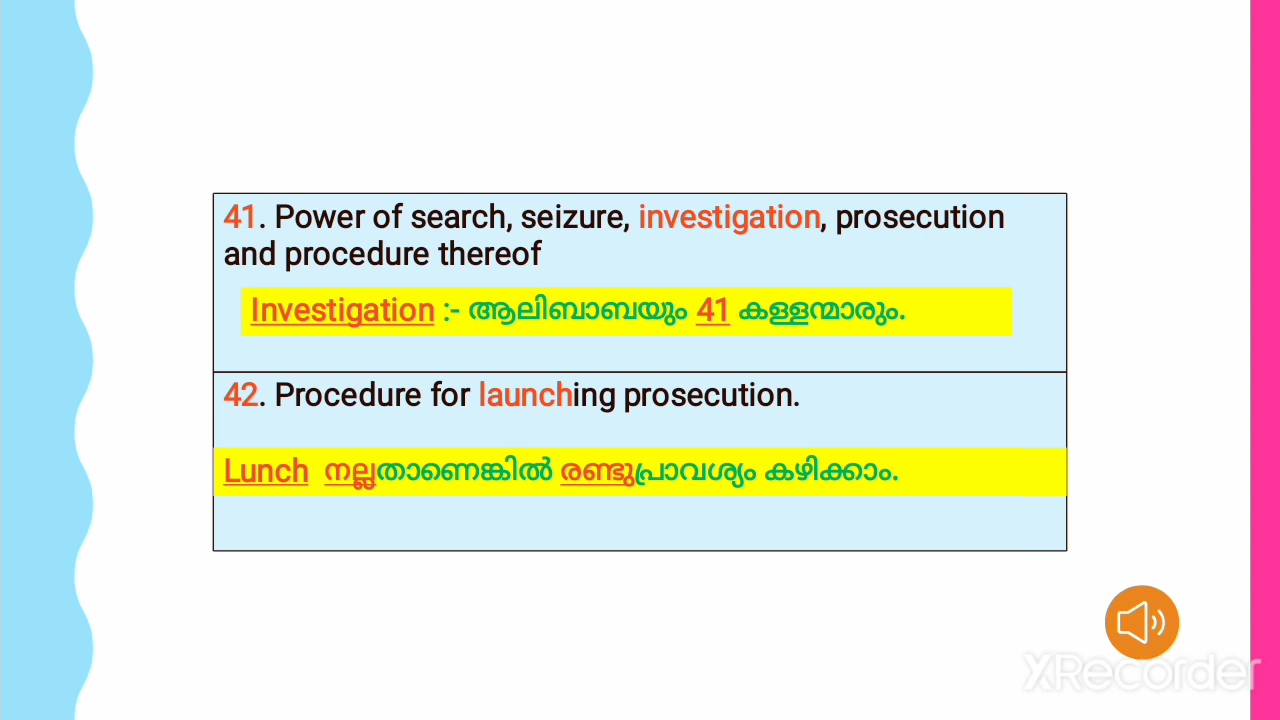 41. Power of search, seizure, investigation, prosecution
and procedure thereof
Investigation :- ആലിബാബയും 41 കള്ളന്മാരും.
42. Procedure for launching prosecution.
Lunch നല്ലതാണെങ്കിൽ രണ്ടുപ്രാവശ്യം കഴിക്കാം.
XRecorder